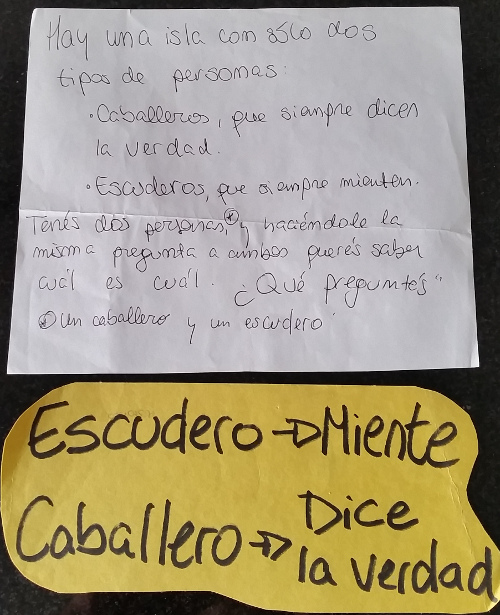 Hay una isla con sólo dos
tipos de personas:
• Caballeros, que siempre dicen
la verdad.
• Escuderos, que siempre mienten.
Tenés dos personas,⊛ y haciéndole la
misma pregunta a ambos querés saber
cuál es cuál. ¿Qué preguntás"
⊛ un caballero y un escudero
Escudero → Miente
Caballero → Dice
la verdad